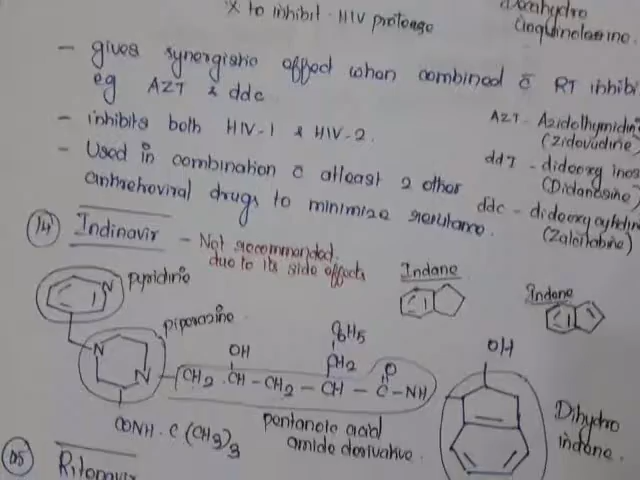 x to inhibit HIV protease
Decahydro
isoquinolesine.
- gives synergistic effect when combined c̄ RT inhibi
eg AZT & ddc
AZT - Azidothymidin
(Zidovudine)
- inhibits both HIV-1 & HIV-2.
ddI - dideoxy inos
(Didanosine)
- Used in combination c̄ atleast 2 other
antiretroviral drugs to minimize resistance.
ddc - dideoxycytidin
(Zalcitabine)
14 Indinavir - Not recommended
due to its side effects
Indane
Indene
pyridine
N
piperazine
C6H5
OH
CH2
O
OH
N
N
CH2 . CH - CH2 - CH - C - NH
CONH . C (CH3)3
pentanoic acid
amide derivative.
Dihydro
indene.
15 Ritonavir